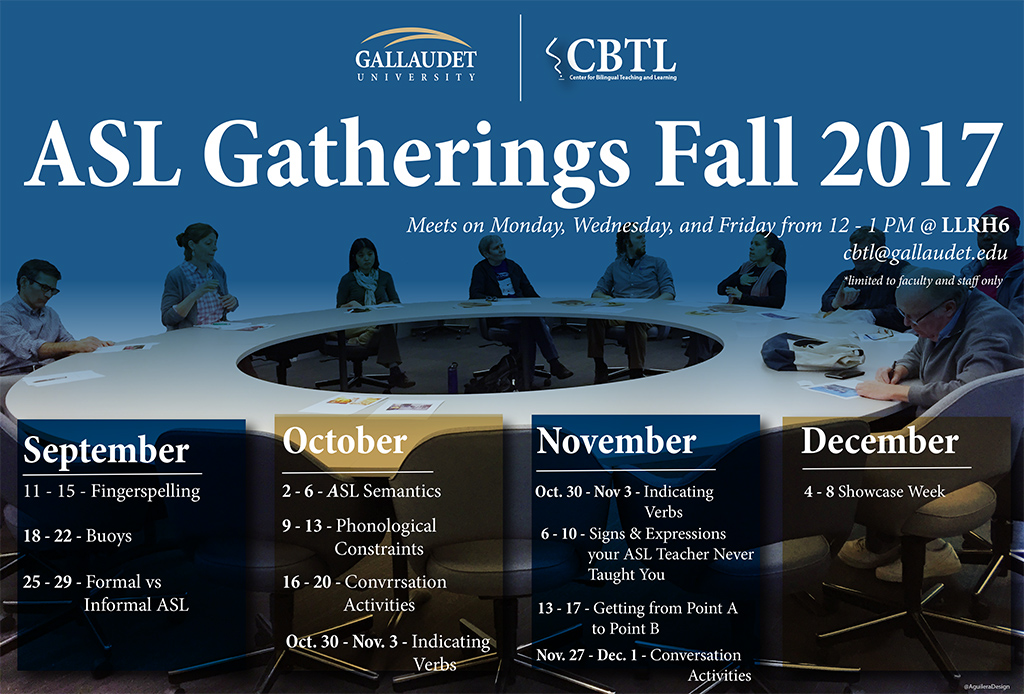 GALLAUDET
UNIVERSITY
CBTL
Center for Bilingual Teaching and Learning
ASL Gatherings Fall 2017
Meets on Monday, Wednesday, and Friday from 12 - 1 PM @ LLRH6
cbtl@gallaudet.edu
*limited to faculty and staff only
September
11 - 15 - Fingerspelling
18 - 22 - Buoys
25 - 29 - Formal vs
Informal ASL
October
2 - 6 - ASL Semantics
9 - 13 - Phonological
Constraints
16 - 20 - Convrrsation
Activities
Oct. 30 - Nov. 3 - Indicating
Verbs
November
Oct. 30 - Nov 3 - Indicating
Verbs
6 - 10 - Signs & Expressions
your ASL Teacher Never
Taught You
13 - 17 - Getting from Point A
to Point B
Nov. 27 - Dec. 1 - Conversation
Activities
December
4 - 8 Showcase Week
@AguilieraDesign